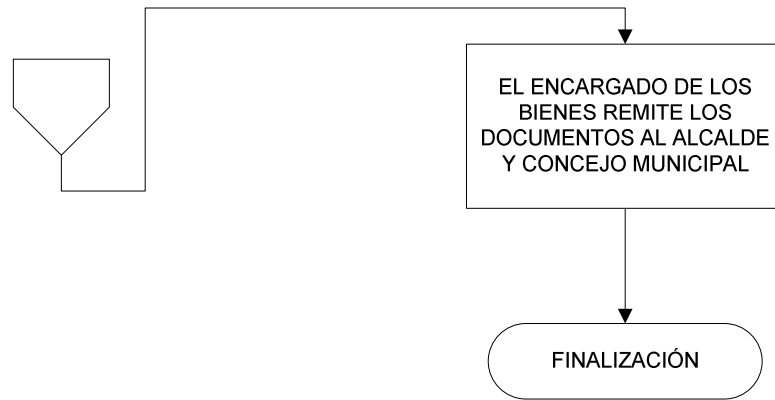 EL ENCARGADO DE LOS
BIENES REMITE LOS
DOCUMENTOS AL ALCALDE
Y CONCEJO MUNICIPAL
FINALIZACIÓN